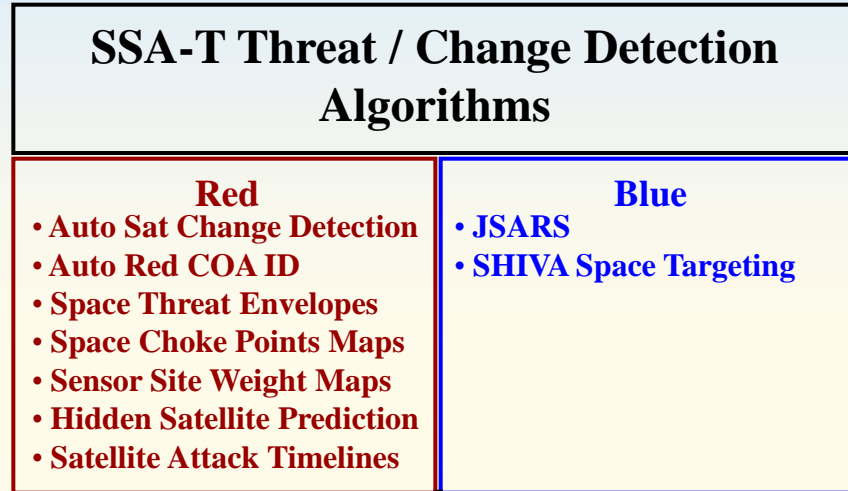 SSA-T Threat / Change Detection
Algorithms
Red
• Auto Sat Change Detection
• Auto Red COA ID
• Space Threat Envelopes
• Space Choke Points Maps
• Sensor Site Weight Maps
• Hidden Satellite Prediction
• Satellite Attack Timelines
Blue
• JSARS
• SHIVA Space Targeting